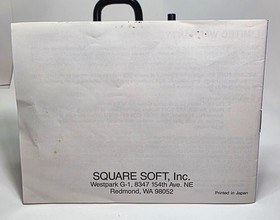 SQUARE SOFT, Inc.
Westpark G-1, 8347 154th Ave. NE
Redmond, WA 98052
Printed in Japan